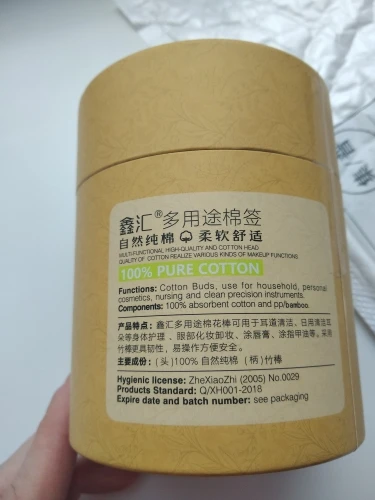 鑫汇®多用途棉签
自然纯棉 柔软舒适
MULTI-FUNCTIONAL HIGH-QUALITY AND COTTON HEAD
QUALITY OF COTTON REALIZE VARIOUS KINDS OF MAKEUP FUNCTIONS
100% PURE COTTON
Functions: Cotton Buds, use for household, personal
cosmetics, nursing and clean precision instruments.
Components: 100% absorbent cotton and pp/bamboo.
产品特点：鑫汇多用途棉花棒可用于耳道清洁，日用清洁耳
朵等身体护理、眼部化妆卸妆、涂唇膏、涂指甲油等。采用
竹棒更具韧性，易操作方便安全。
主要成份：(头)100% 自然纯棉 (柄)竹棒
Hygienic license: ZheXiaoZhi (2005) No.0029
Products Standard: Q/XH001-2018
Expire date and batch number: see packaging